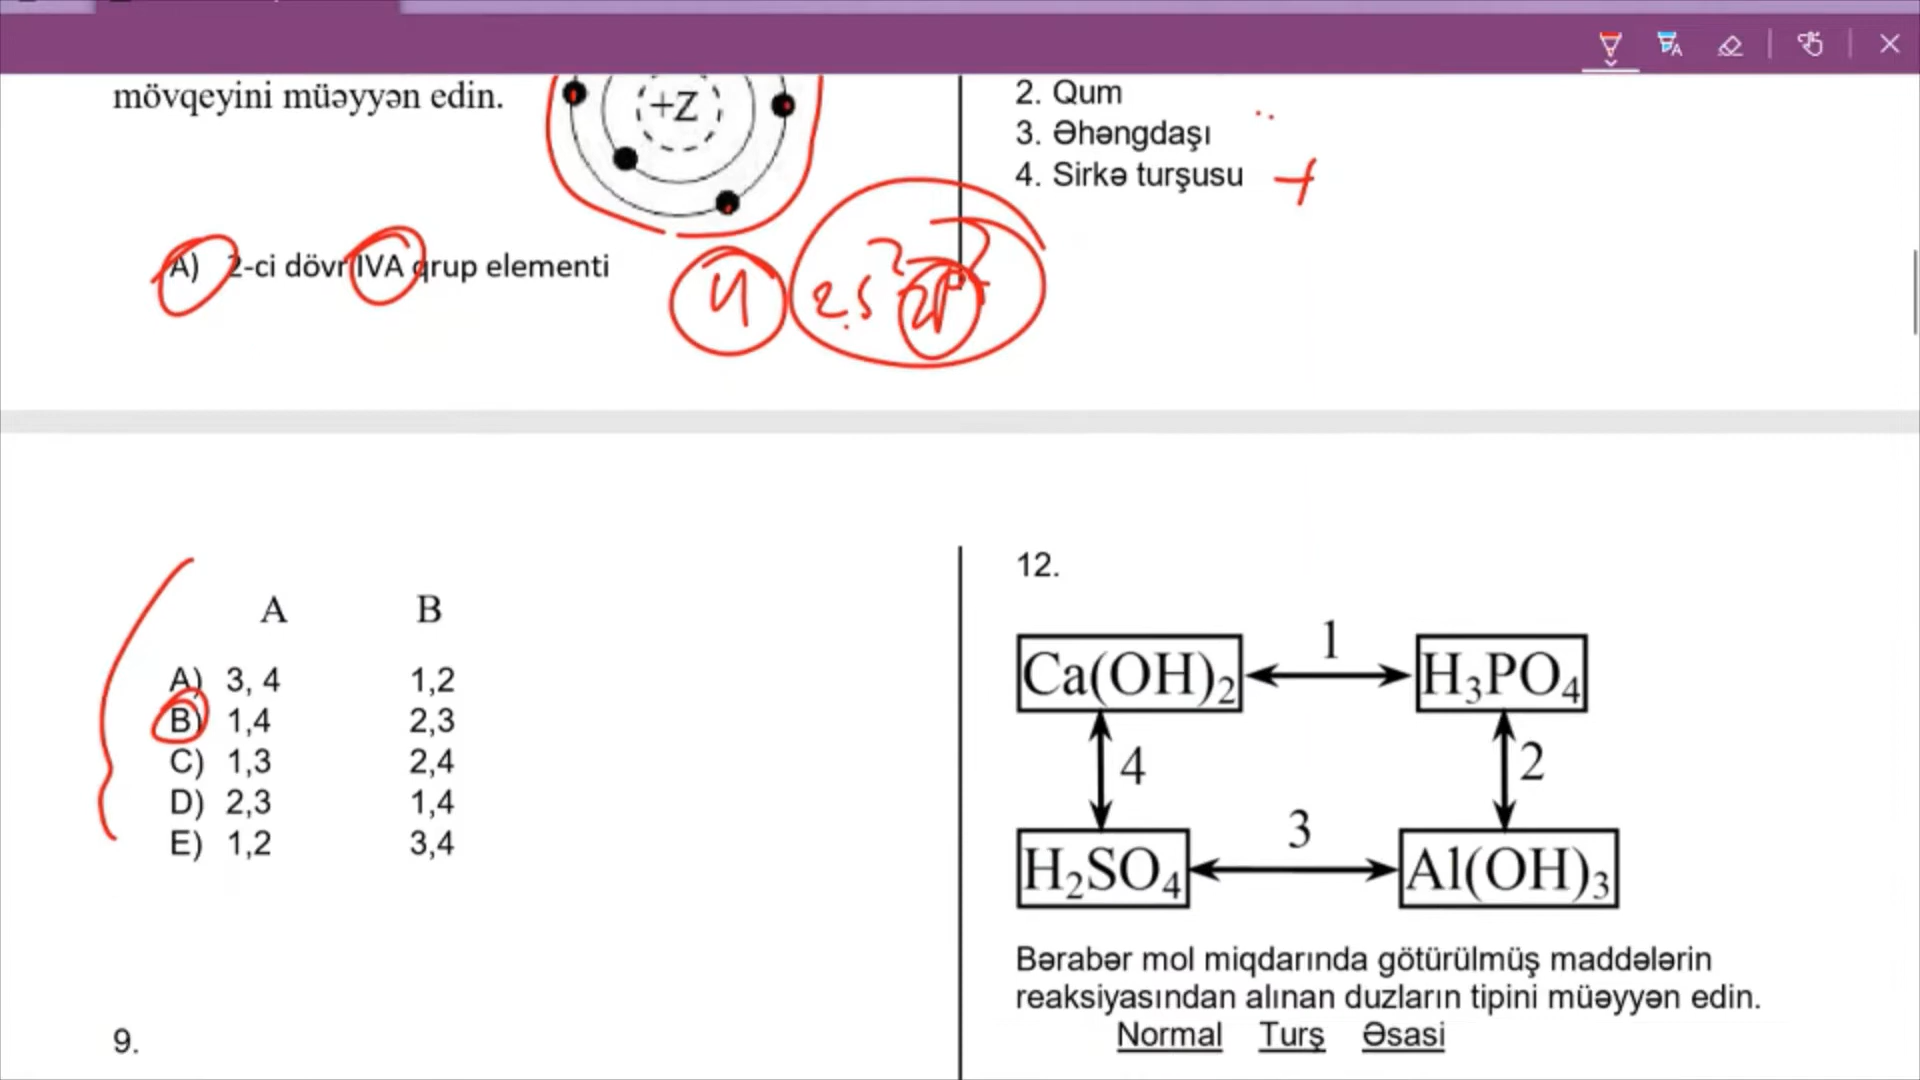 mövqeyini müəyyən edin.
+Z
A) 2-ci dövr IVA qrup elementi
4
2s² 2p²
2. Qum
3. Əhəngdaşı
4. Sirkə turşusu +
A B
A) 3, 4 1,2
B) 1,4 2,3
C) 1,3 2,4
D) 2,3 1,4
E) 1,2 3,4
9.
12.
Ca(OH)₂ 1 H₃PO₄
4 2
H₂SO₄ 3 Al(OH)₃
Bərabər mol miqdarında götürülmüş maddələrin
reaksiyasından alınan duzların tipini müəyyən edin.
Normal Turş Əsasi